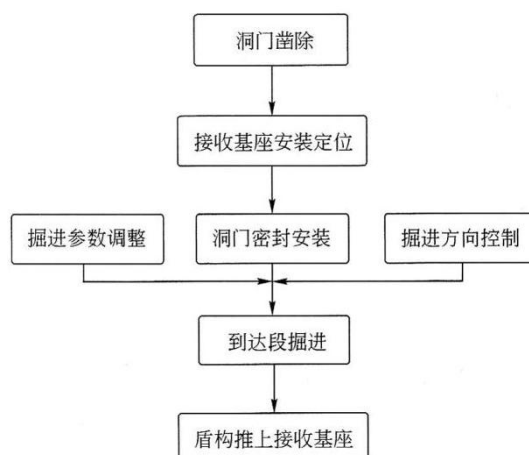 洞门凿除
接收基座安装定位
掘进参数调整
洞门密封安装
掘进方向控制
到达段掘进
盾构推上接收基座